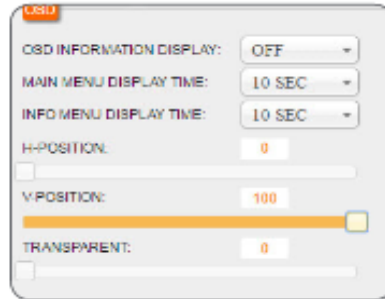 OSD
OSD INFORMATION DISPLAY: OFF
MAIN MENU DISPLAY TIME: 10 SEC
INFO MENU DISPLAY TIME: 10 SEC
H-POSITION: 0
V-POSITION: 100
TRANSPARENT: 0